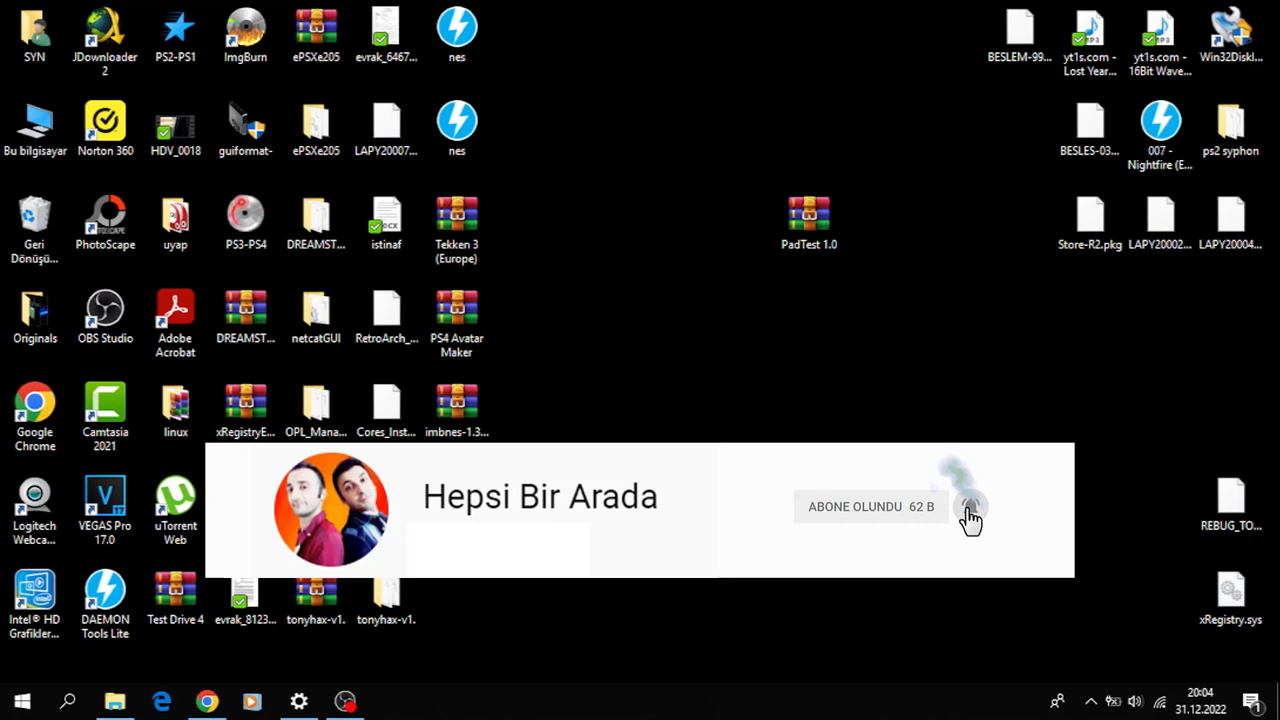 SYN
JDownloader
2
PS2-PS1
ImgBurn
ePSXe205
evrak_6467...
nes
BESLEM-99...
yt1s.com -
Lost Year...
yt1s.com -
16Bit Wave...
Win32DiskI...
Bu bilgisayar
Norton 360
HDV_0018
guiformat-
ePSXe205
LAPY20007...
nes
BESLES-03...
007 -
Nightfire (E...
ps2 syphon
Geri
Dönüşü...
PhotoScape
uyap
PS3-PS4
DREAMST...
istinaf
Tekken 3
(Europe)
PadTest 1.0
Store-R2.pkg
LAPY20002...
LAPY20004...
Originals
OBS Studio
Adobe
Acrobat
DREAMST...
netcatGUI
RetroArch_...
PS4 Avatar
Maker
Google
Chrome
Camtasia
2021
linux
xRegistryE...
OPL_Mana...
Cores_Inst...
imbnes-1.3...
Hepsi Bir Arada
ABONE OLUNDU 62 B
Logitech
Webca...
VEGAS Pro
17.0
uTorrent
Web
REBUG_TO...
Intel® HD
Grafikler...
DAEMON
Tools Lite
Test Drive 4
evrak_8123...
tonyhax-v1.
tonyhax-v1.
xRegistry.sys
20:04
31.12.2022
1